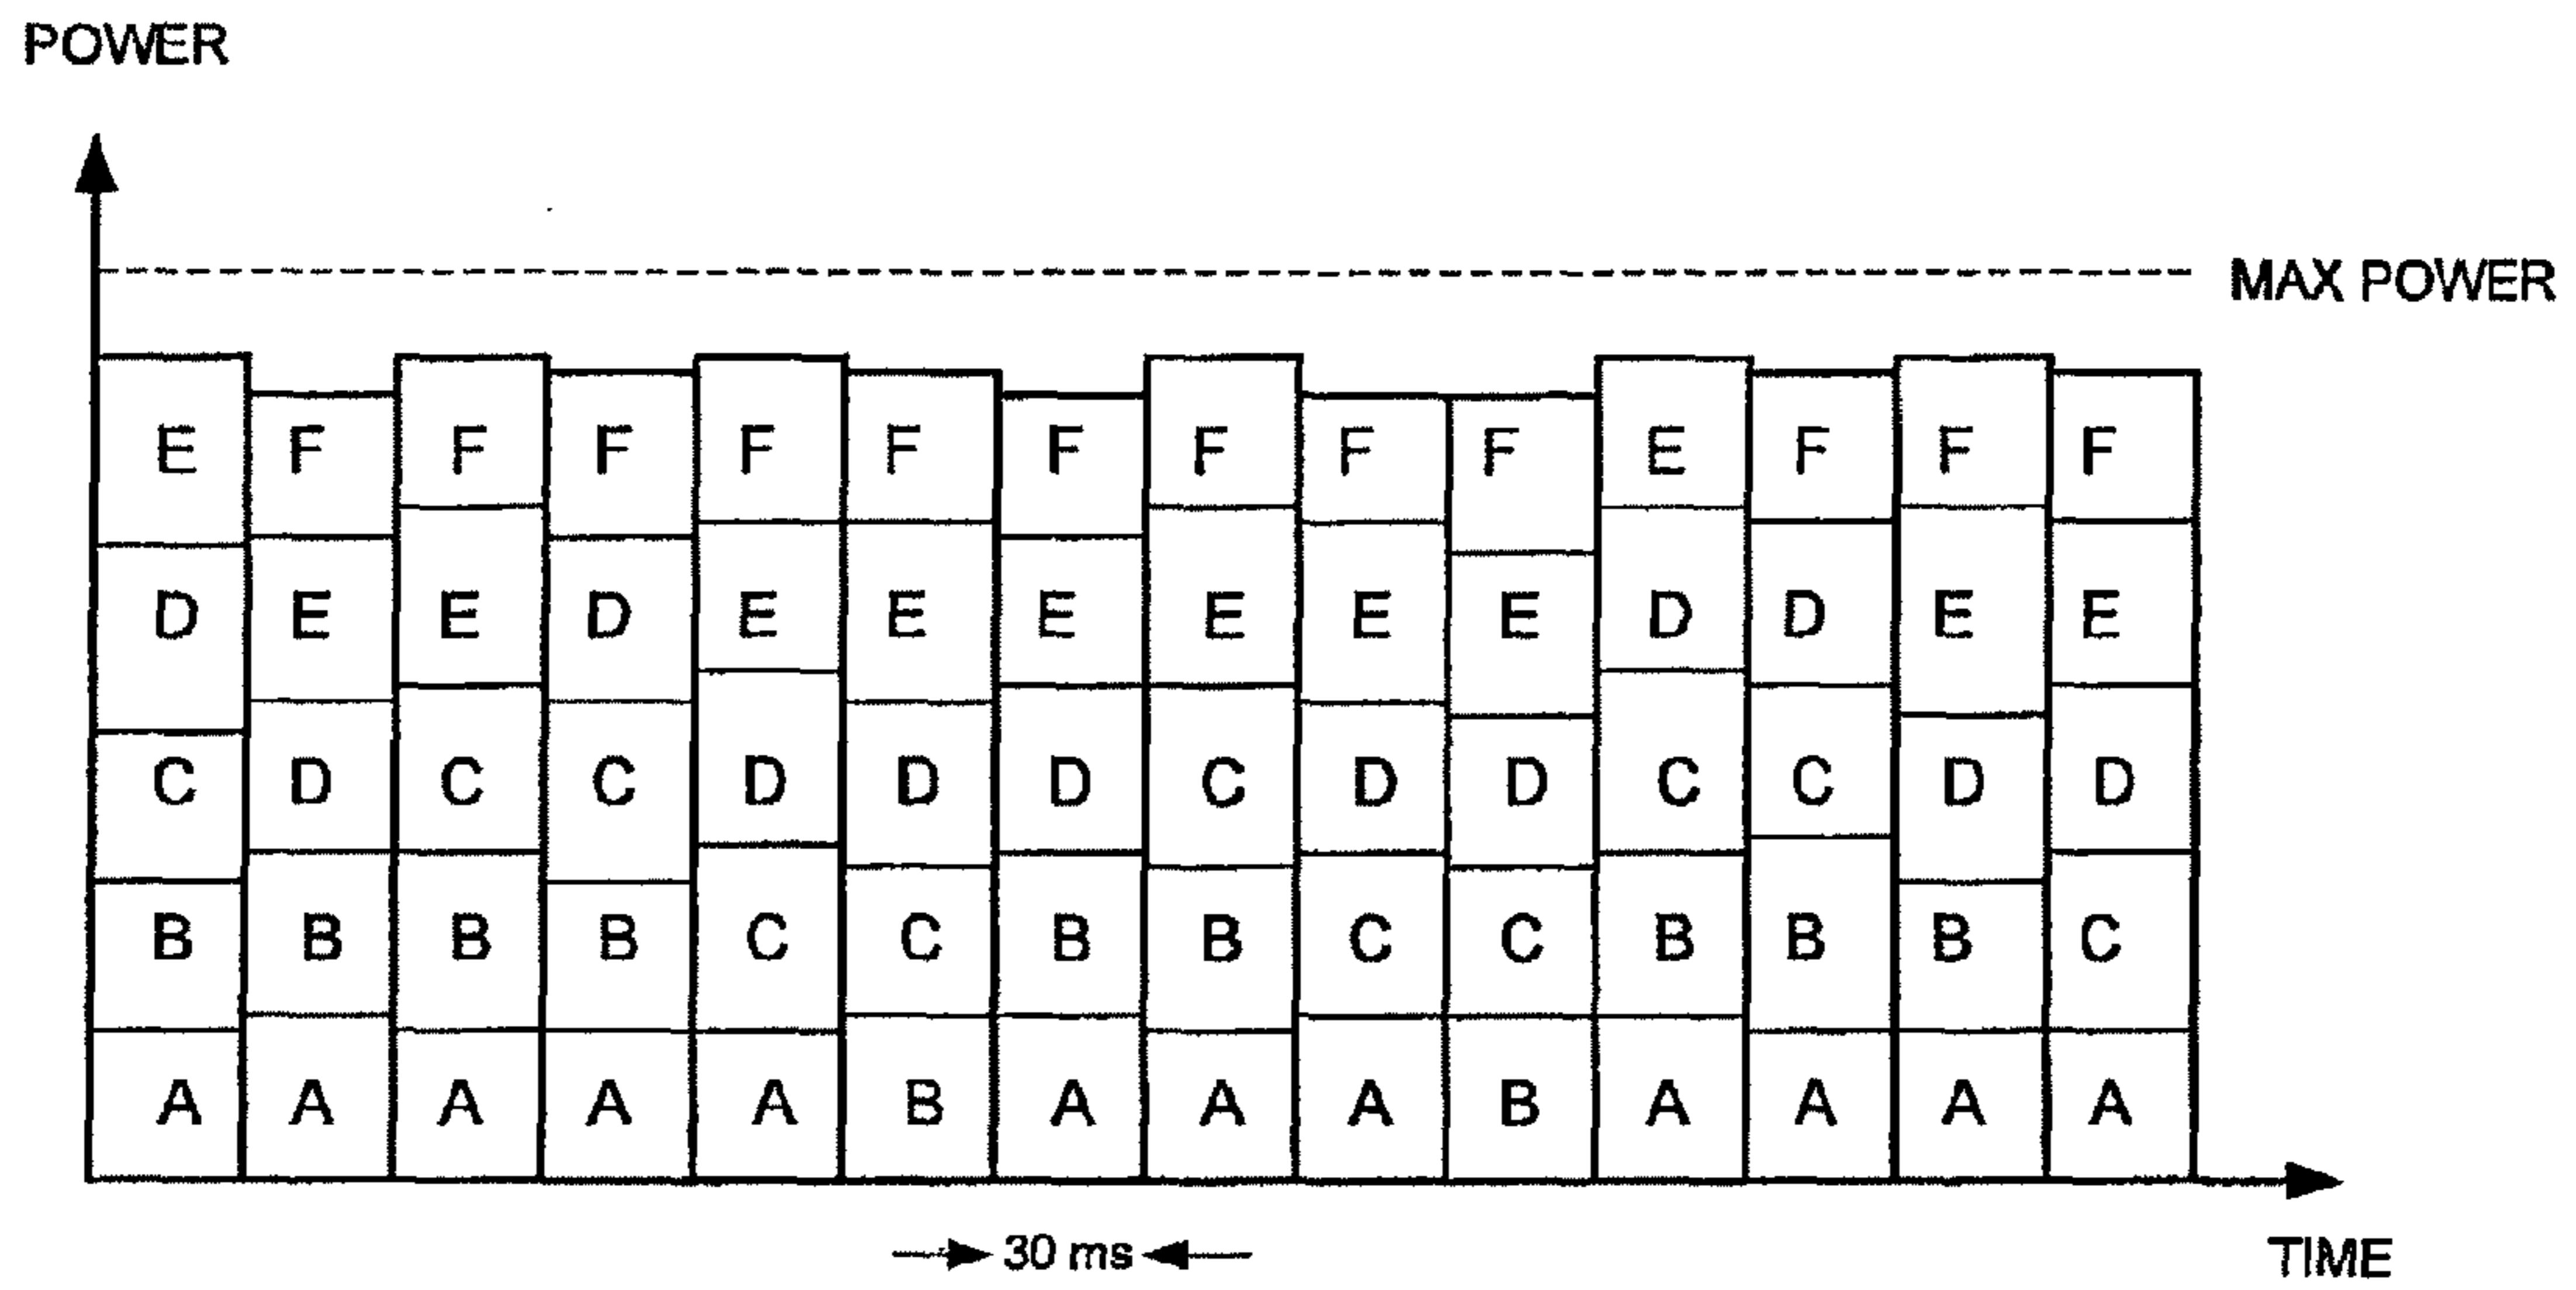 POWER
MAX POWER
E F F F F F F F F F E F F F
D E E D E E E E E E D D E E
C D C C D D D C D D C C D D
B B B B C C B B C C B B B C
A A A A A B A A A B A A A A
30 ms
TIME